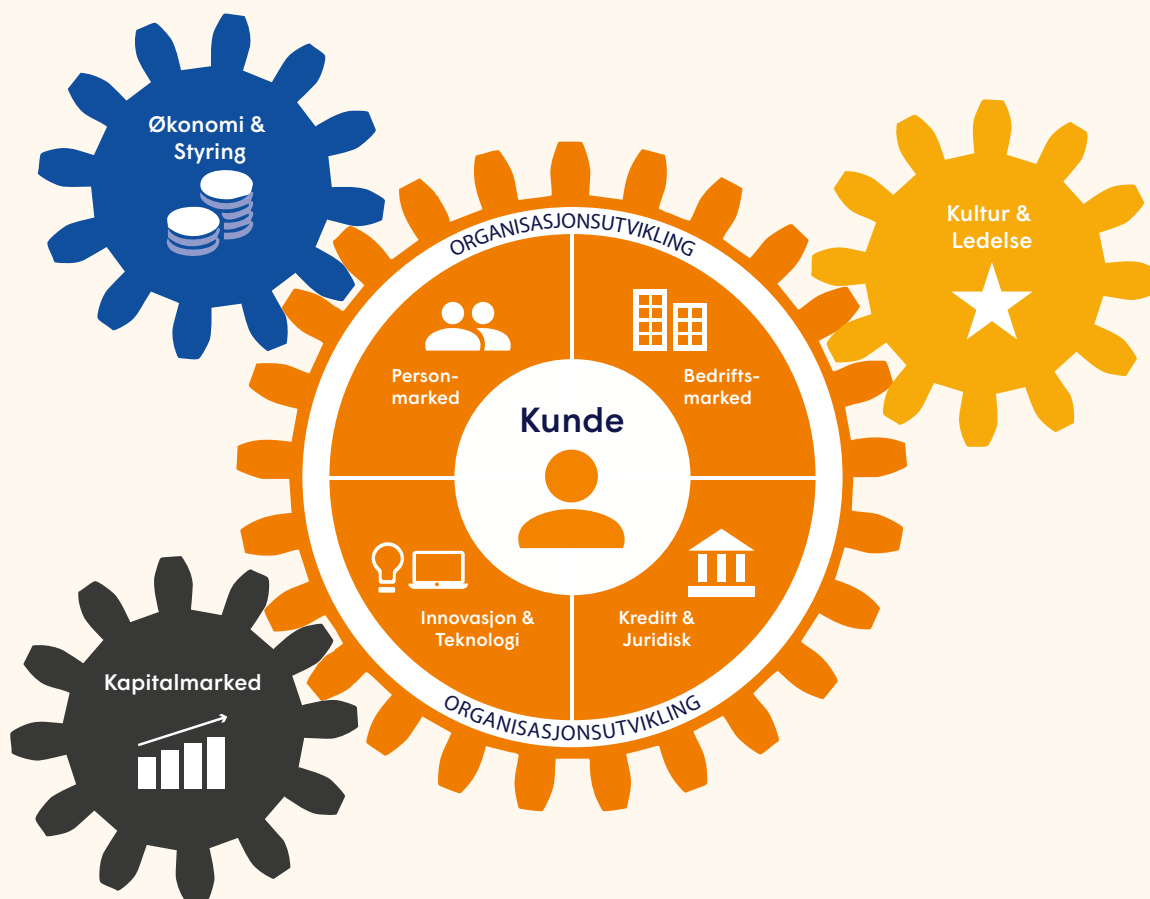 Økonomi &
Styring
Kultur &
Ledelse
ORGANISASJONSUTVIKLING
Person-
marked
Bedrifts-
marked
Kunde
Innovasjon &
Teknologi
Kreditt &
Juridisk
ORGANISASJONSUTVIKLING
Kapitalmarked